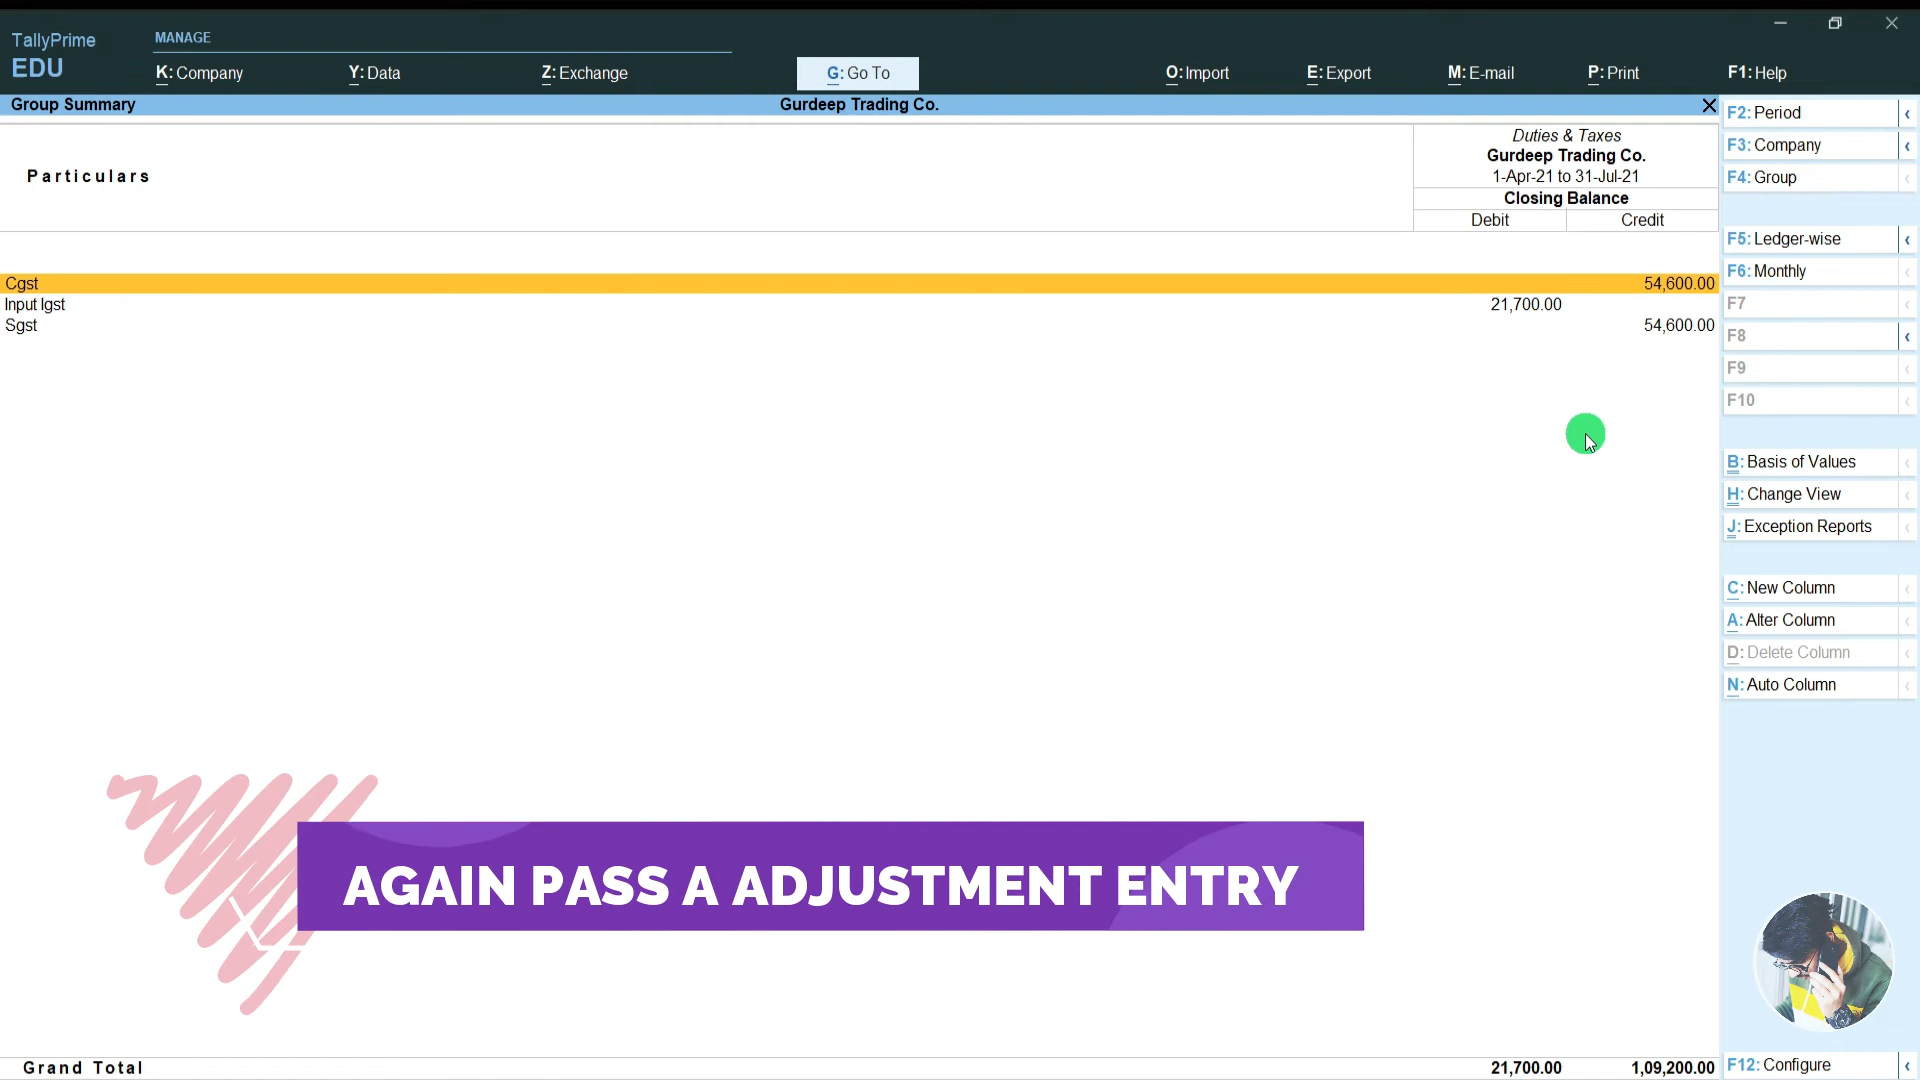 TallyPrime
EDU
MANAGE
K: Company
Y: Data
Z: Exchange
G: Go To
O: Import
E: Export
M: E-mail
P: Print
F1: Help
Group Summary
Gurdeep Trading Co.
Particulars
Duties & Taxes
Gurdeep Trading Co.
1-Apr-21 to 31-Jul-21
Closing Balance
Debit Credit
Cgst 54,600.00
Input Igst 21,700.00
Sgst 54,600.00
F2: Period
F3: Company
F4: Group
F5: Ledger-wise
F6: Monthly
F7
F8
F9
F10
B: Basis of Values
H: Change View
J: Exception Reports
C: New Column
A: Alter Column
D: Delete Column
N: Auto Column
AGAIN PASS A ADJUSTMENT ENTRY
Grand Total 21,700.00 1,09,200.00
F12: Configure